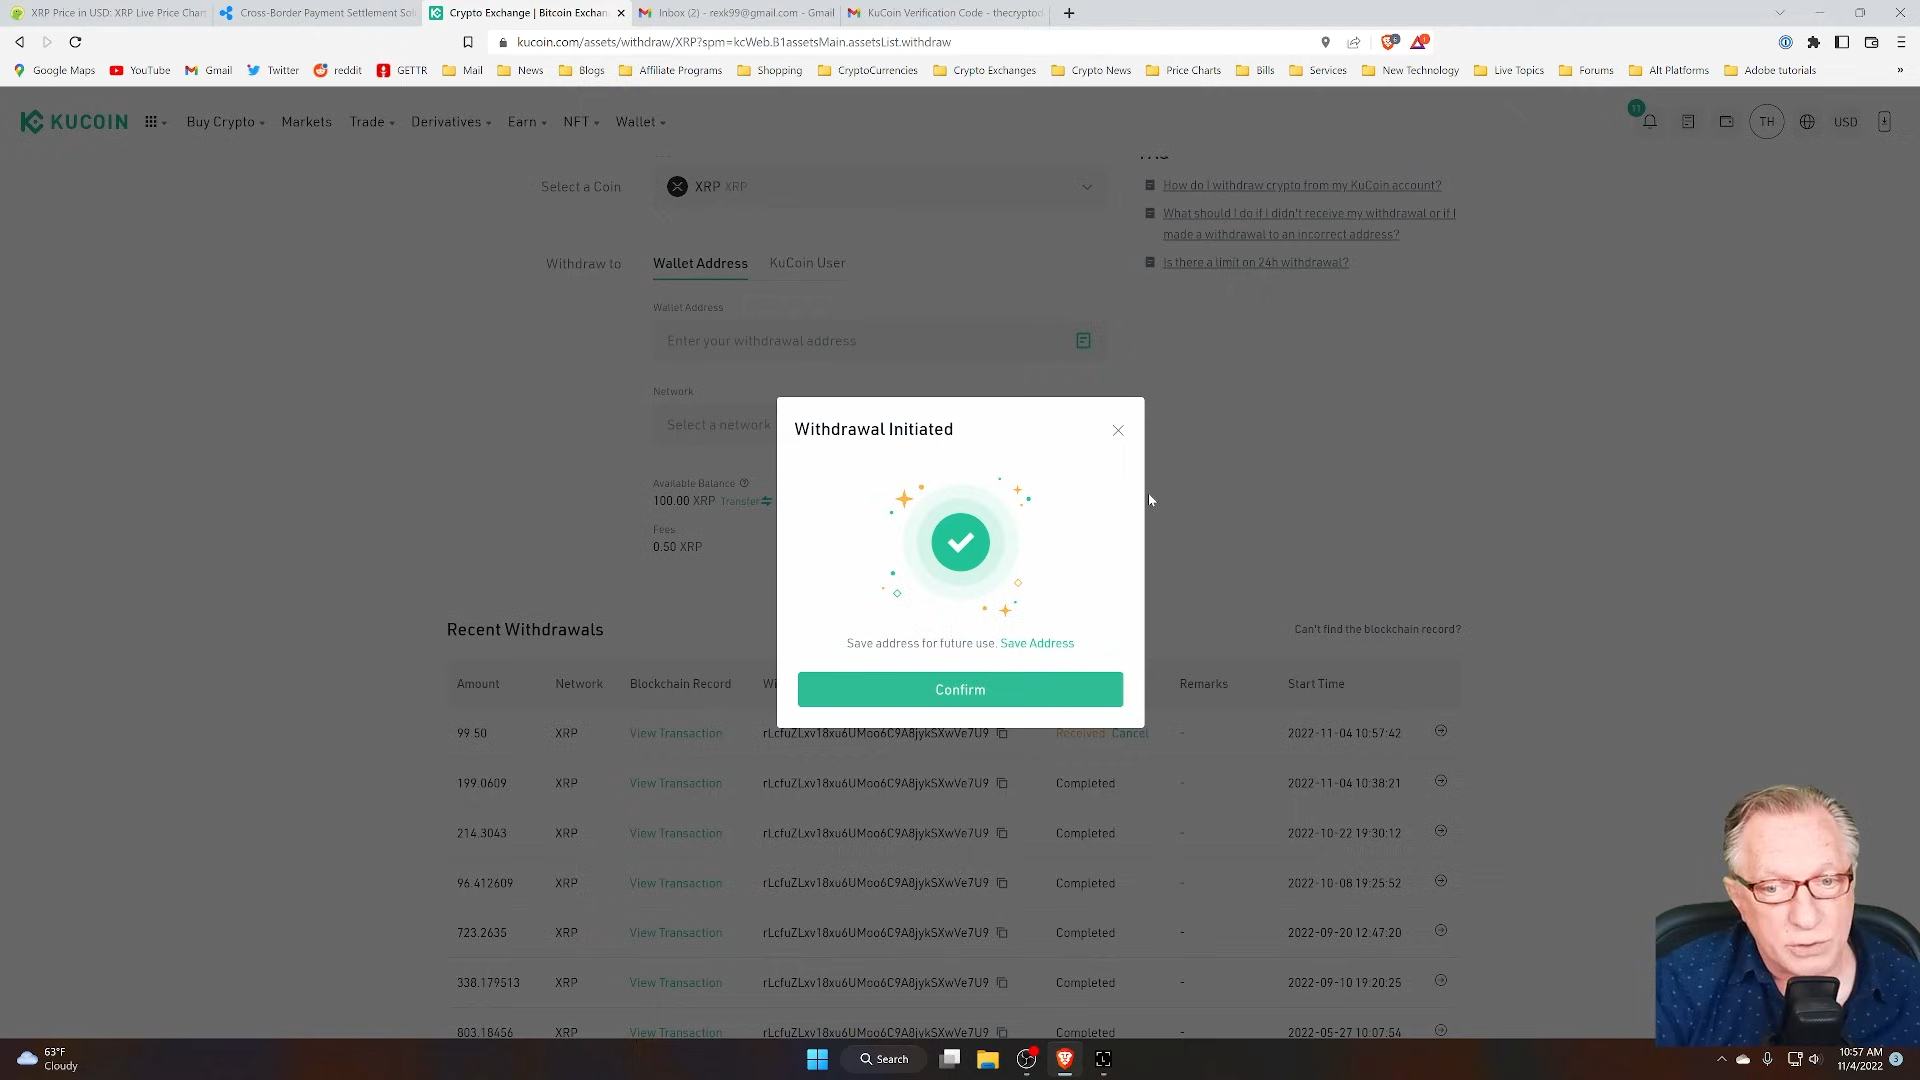 XRP Price in USD: XRP Live Price Chart
Cross-Border Payment Settlement Sol
Crypto Exchange | Bitcoin Exchan
Inbox (2) - rexk99@gmail.com - Gmail
KuCoin Verification Code - thecryptod
kucoin.com/assets/withdraw/XRP?spm=kcWeb.B1assetsMain.assetsList.withdraw
Google Maps YouTube Gmail Twitter reddit GETTR Mail News Blogs Affiliate Programs Shopping CryptoCurrencies Crypto Exchanges Crypto News Price Charts Bills Services New Technology Live Topics Forums Alt Platforms Adobe tutorials »
KUCOIN Buy Crypto Markets Trade Derivatives Earn NFT Wallet 11 TH USD
FAQ
Select a Coin XRP XRP
How do I withdraw crypto from my KuCoin account?
What should I do if I didn't receive my withdrawal or if I
made a withdrawal to an incorrect address?
Is there a limit on 24h withdrawal?
Withdraw to Wallet Address KuCoin User
Wallet Address
Enter your withdrawal address
Network
Select a network
Available Balance
100.00 XRP Transfer
Fees
0.50 XRP
Withdrawal Initiated
Save address for future use. Save Address
Confirm
Recent Withdrawals Can't find the blockchain record?
Amount Network Blockchain Record Wi Remarks Start Time
99.50 XRP View Transaction rLcfuZLxv18xu6UMoo6C9A8jykSXwVe7U9 Received Cancel - 2022-11-04 10:57:42
199.0609 XRP View Transaction rLcfuZLxv18xu6UMoo6C9A8jykSXwVe7U9 Completed - 2022-11-04 10:38:21
214.3043 XRP View Transaction rLcfuZLxv18xu6UMoo6C9A8jykSXwVe7U9 Completed - 2022-10-22 19:30:12
96.412609 XRP View Transaction rLcfuZLxv18xu6UMoo6C9A8jykSXwVe7U9 Completed - 2022-10-08 19:25:52
723.2635 XRP View Transaction rLcfuZLxv18xu6UMoo6C9A8jykSXwVe7U9 Completed - 2022-09-20 12:47:20
338.179513 XRP View Transaction rLcfuZLxv18xu6UMoo6C9A8jykSXwVe7U9 Completed - 2022-09-10 19:20:25
803.18456 XRP View Transaction rLcfuZLxv18xu6UMoo6C9A8jykSXwVe7U9 Completed - 2022-05-27 10:07:54
63°F
Cloudy
Search
10:57 AM
11/4/2022
3